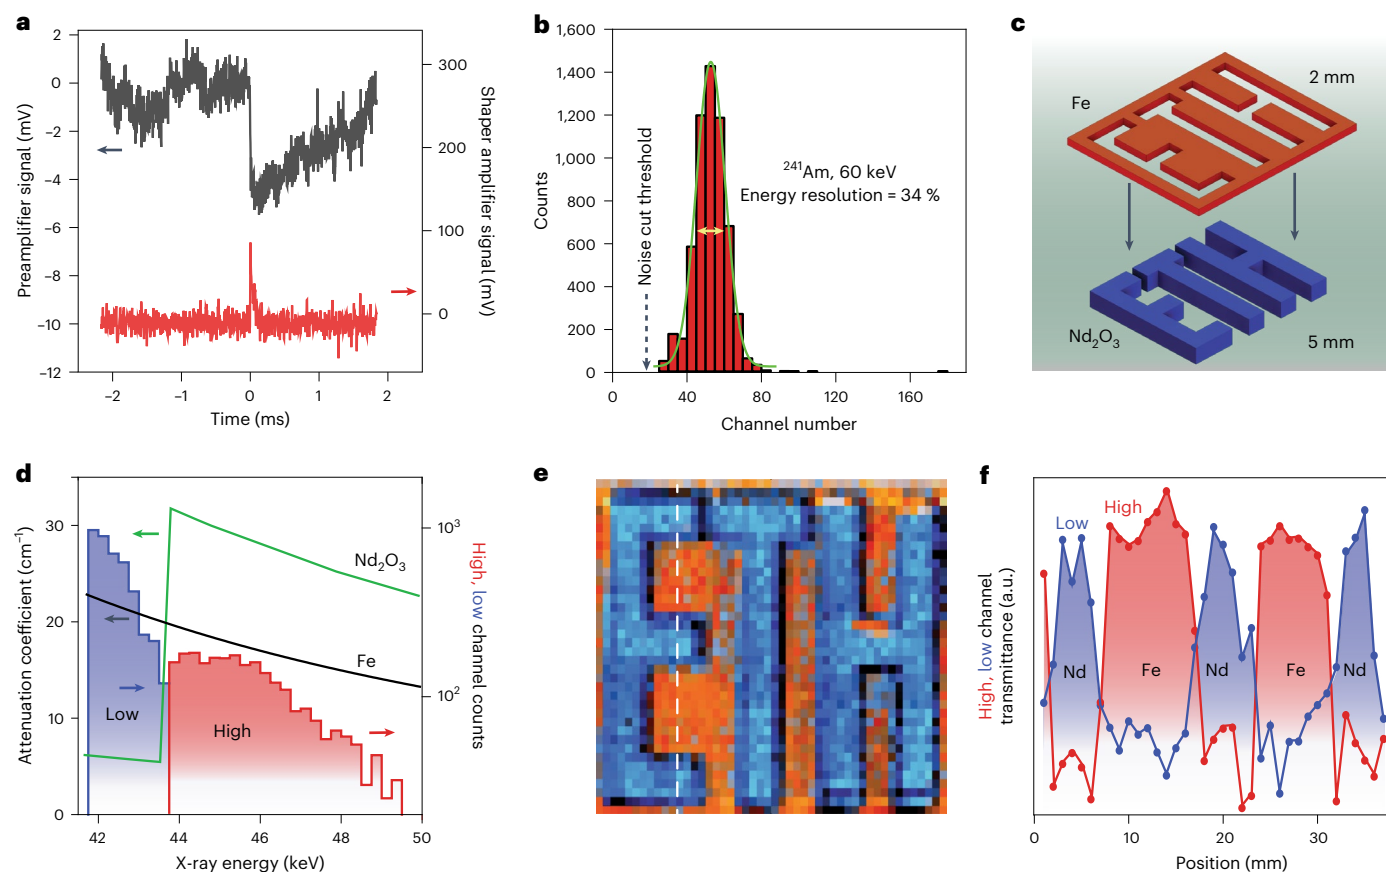 a
2
0
−2
−4
−6
−8
−10
−12
Preamplifier signal (mV)
300
200
100
0
Shaper amplifier signal (mV)
−2
−1
0
1
2
Time (ms)
b
1,600
1,400
1,200
1,000
800
600
400
200
0
Counts
Noise cut threshold
241Am, 60 keV
Energy resolution = 34 %
0
40
80
120
160
Channel number
c
2 mm
Fe
Nd2O3
5 mm
d
30
20
10
0
Attenuation coefficient (cm−1)
Nd2O3
Fe
Low
High
10³
10²
High, low channel counts
42
44
46
48
50
X-ray energy (keV)
e
f
High, low channel
transmittance (a.u.)
Low
High
Nd
Fe
Nd
Fe
Nd
0
10
20
30
Position (mm)